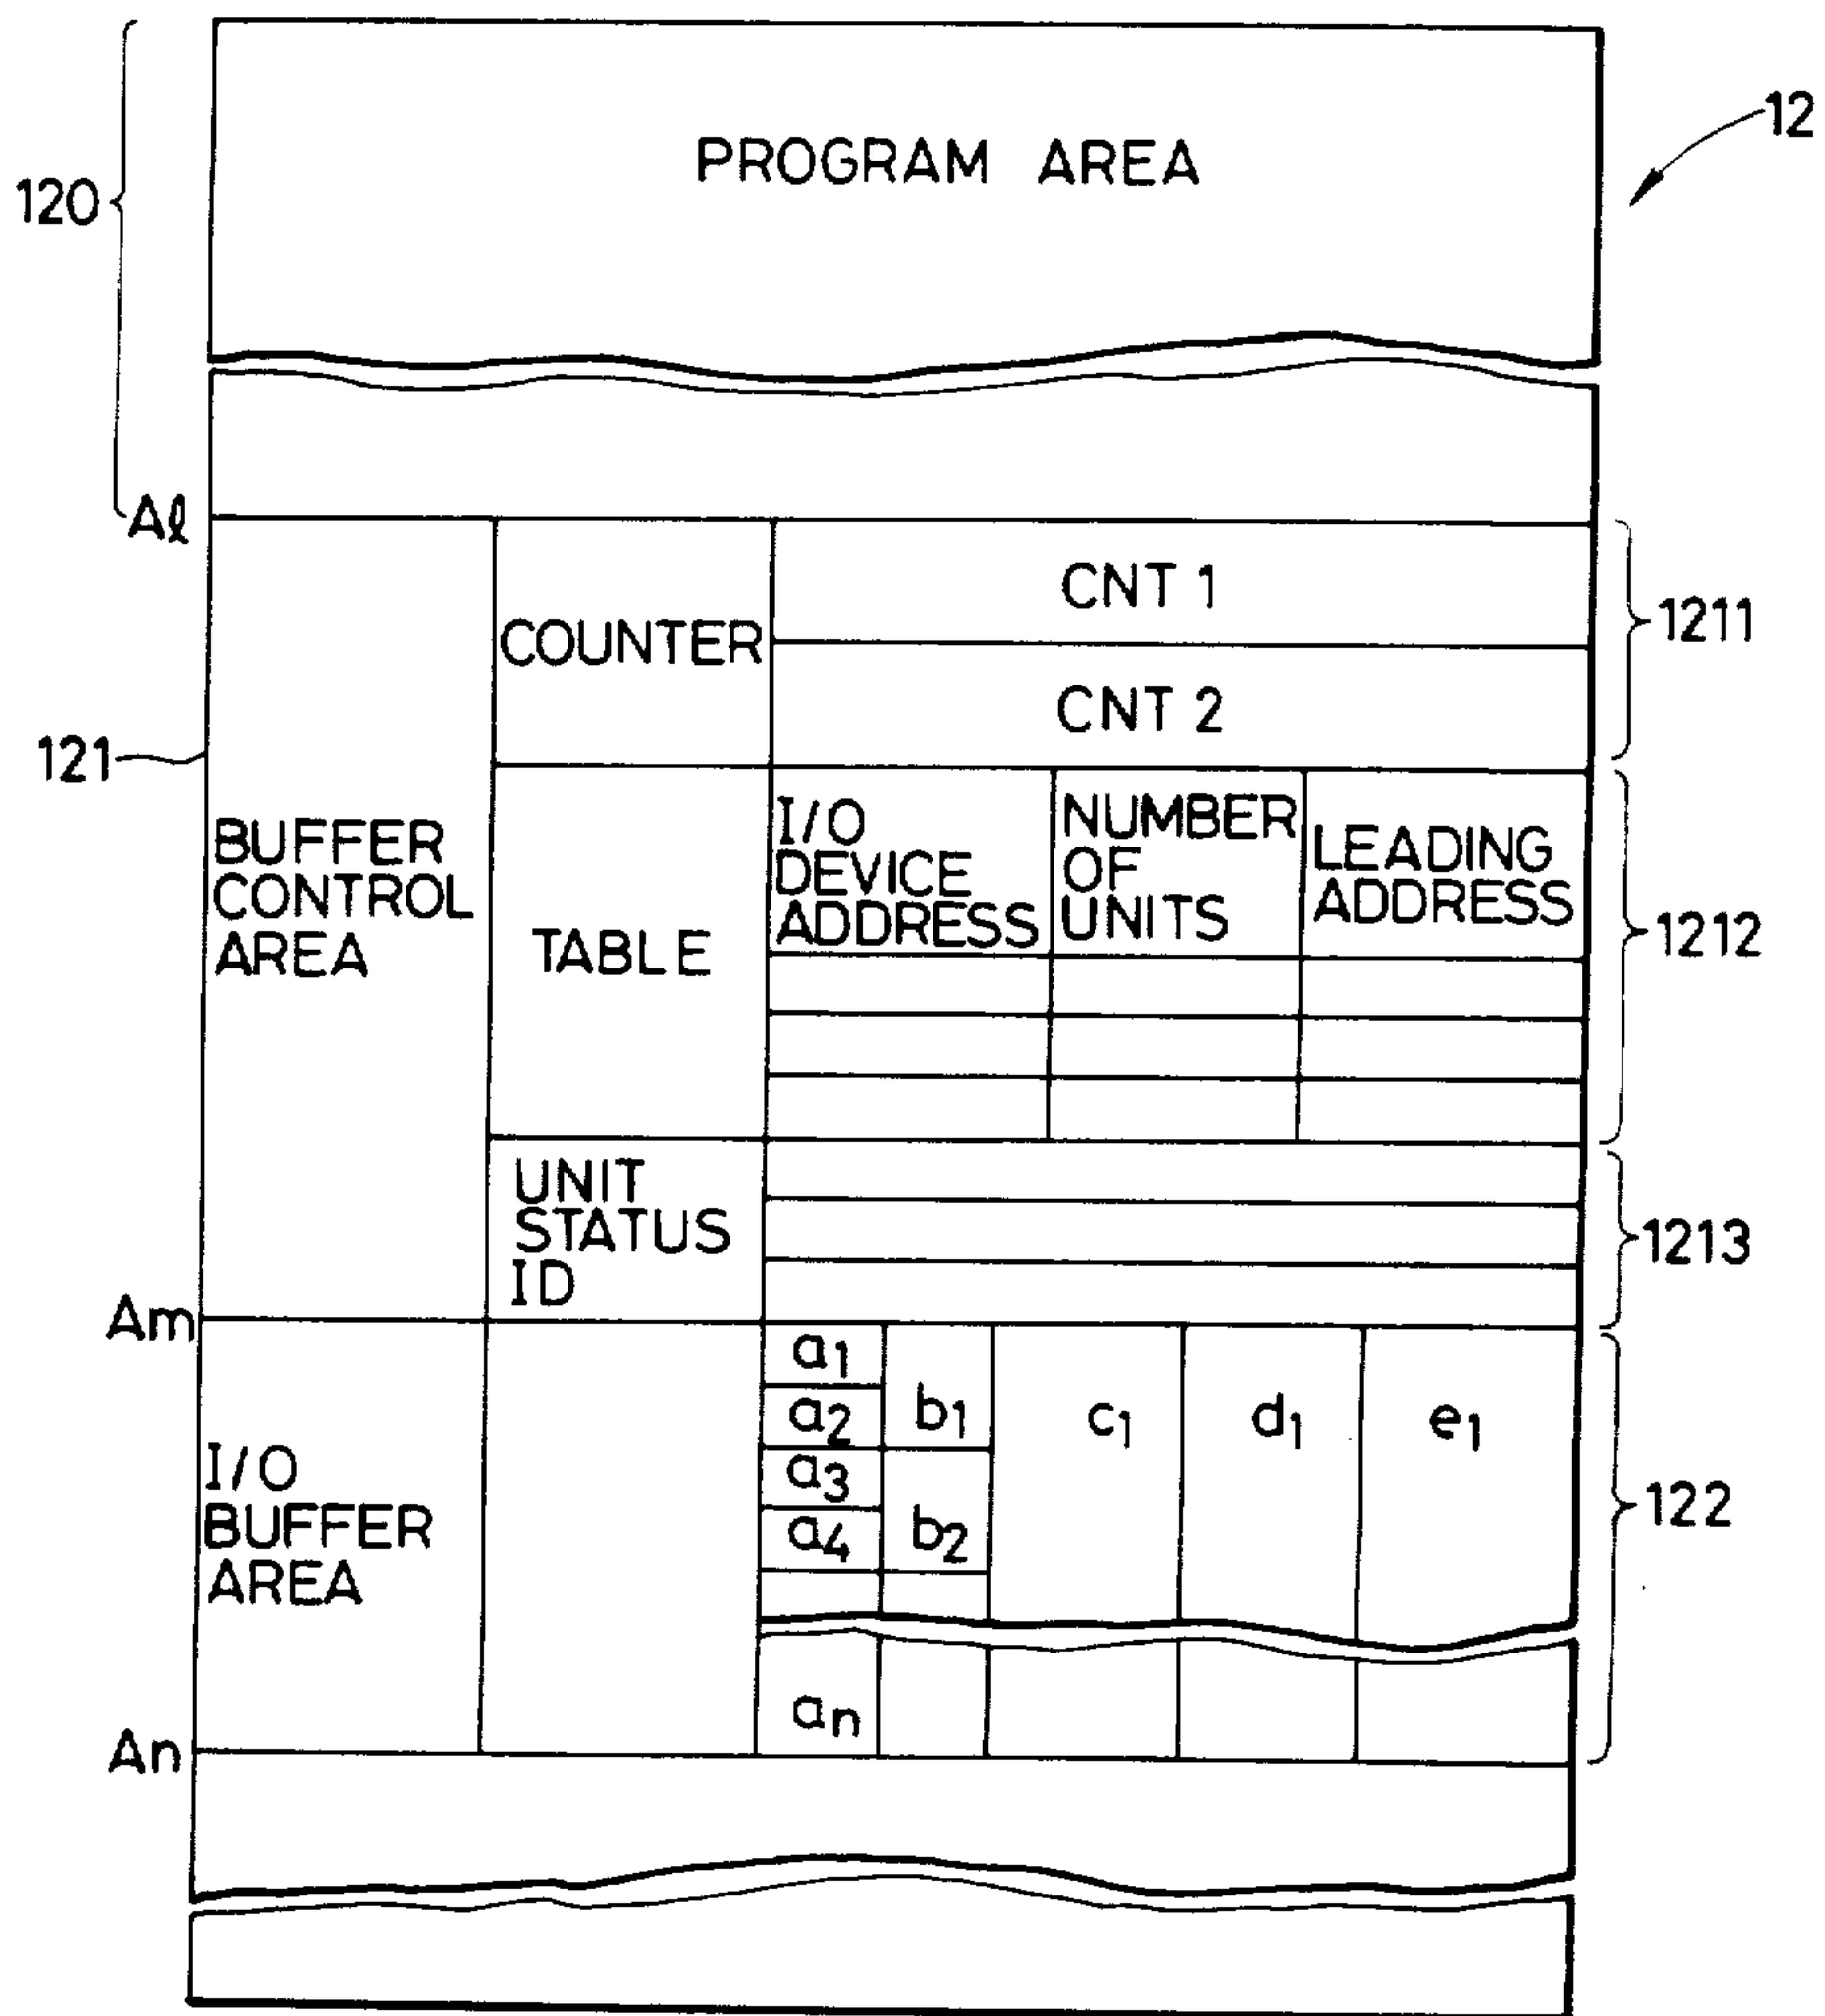 PROGRAM AREA
12
120
Aℓ
CNT 1
COUNTER
1211
CNT 2
121
I/O
DEVICE
ADDRESS
NUMBER
OF
UNITS
LEADING
ADDRESS
BUFFER
CONTROL
AREA
TABLE
1212
UNIT
STATUS
ID
1213
Am
a1
a2
b1
c1
d1
e1
a3
a4
b2
I/O
BUFFER
AREA
122
an
An